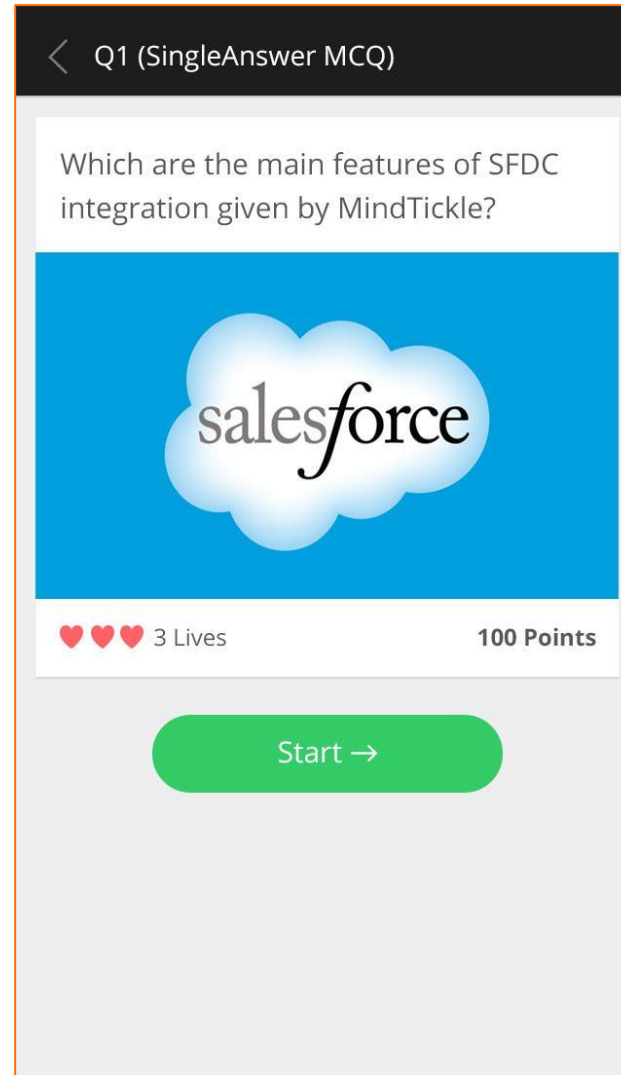 Q1 (SingleAnswer MCQ)
Which are the main features of SFDC
integration given by MindTickle?
salesforce
3 Lives
100 Points
Start →